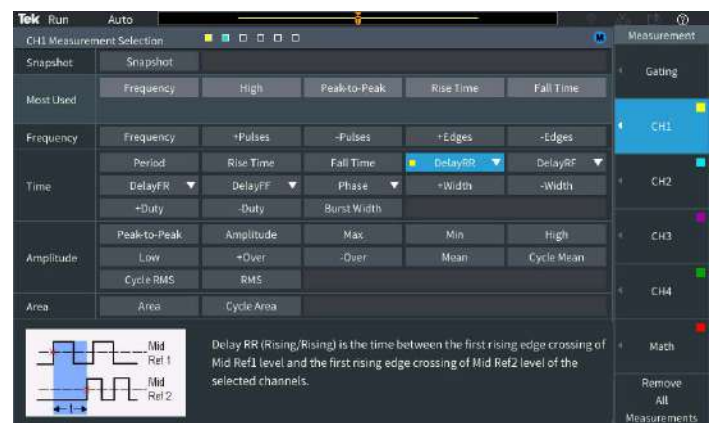 Tek Run Auto
CH1 Measurement Selection
M
Measurement
Snapshot Snapshot
Gating
Most Used Frequency High Peak-to-Peak Rise Time Fall Time
CH1
Frequency Frequency +Pulses -Pulses +Edges -Edges
Period Rise Time Fall Time DelayRR DelayRF
Time DelayFR DelayFF Phase +Width -Width
CH2
+Duty -Duty Burst Width
Peak-to-Peak Amplitude Max Min High
CH3
Amplitude Low +Over -Over Mean Cycle Mean
Cycle RMS RMS
CH4
Area Area Cycle Area
Mid
Ref 1
Mid
Ref 2
t
Delay RR (Rising/Rising) is the time between the first rising edge crossing of
Mid Ref1 level and the first rising edge crossing of Mid Ref2 level of the
selected channels.
Math
Remove
All
Measurements